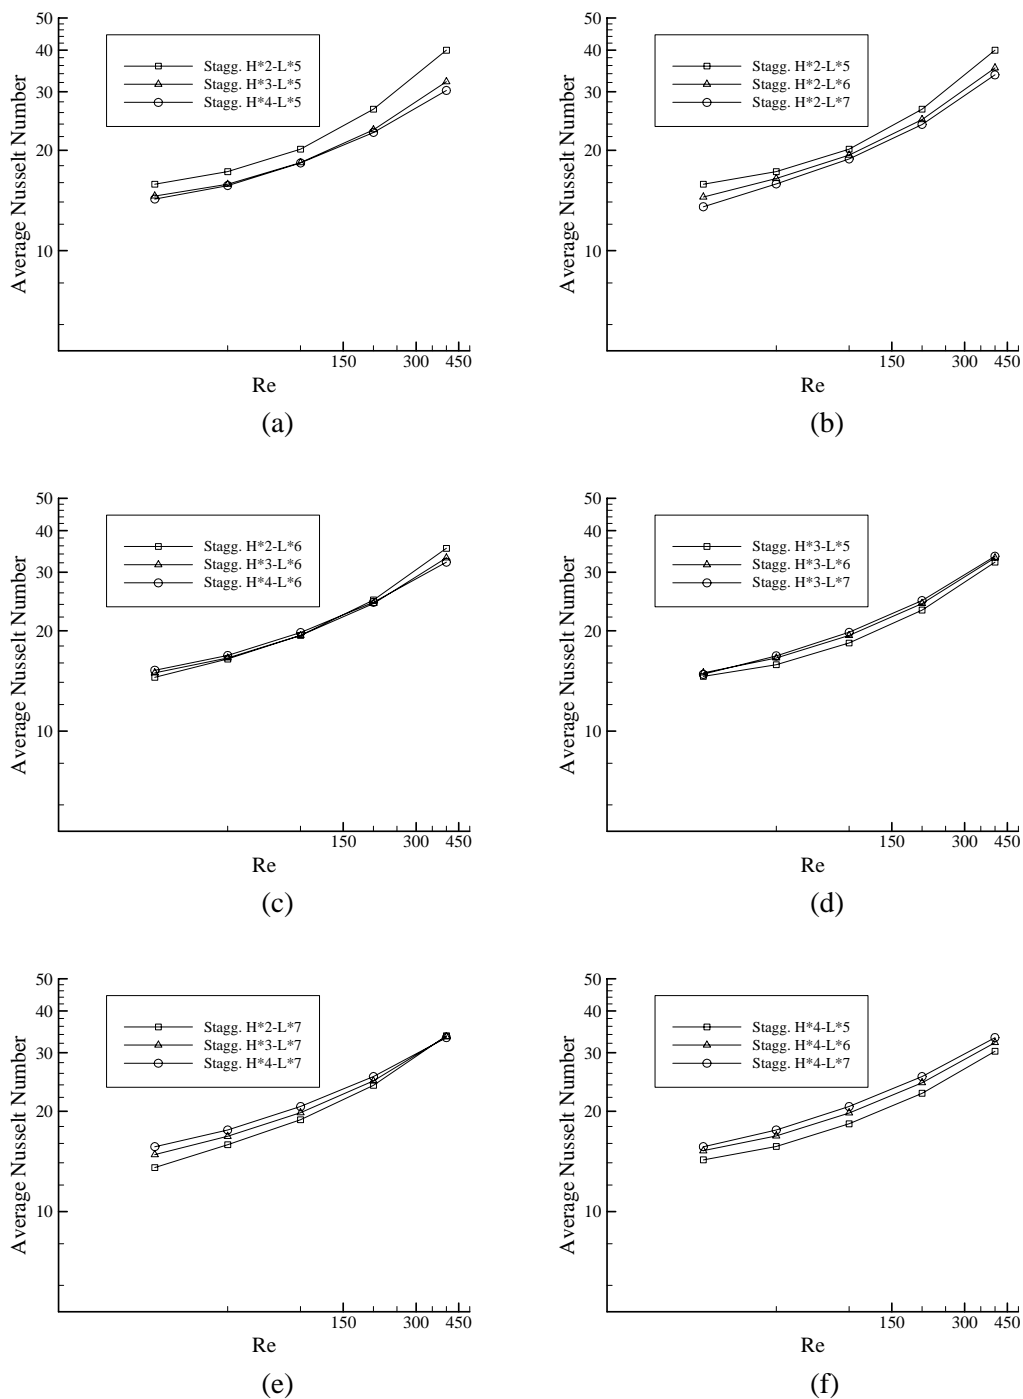 50
40
30
20
10
Average Nusselt Number
Stagg. H*2-L*5
Stagg. H*3-L*5
Stagg. H*4-L*5
150 300 450
Re
(a)
50
40
30
20
10
Average Nusselt Number
Stagg. H*2-L*5
Stagg. H*2-L*6
Stagg. H*2-L*7
150 300 450
Re
(b)
50
40
30
20
10
Average Nusselt Number
Stagg. H*2-L*6
Stagg. H*3-L*6
Stagg. H*4-L*6
150 300 450
Re
(c)
50
40
30
20
10
Average Nusselt Number
Stagg. H*3-L*5
Stagg. H*3-L*6
Stagg. H*3-L*7
150 300 450
Re
(d)
50
40
30
20
10
Average Nusselt Number
Stagg. H*2-L*7
Stagg. H*3-L*7
Stagg. H*4-L*7
150 300 450
Re
(e)
50
40
30
20
10
Average Nusselt Number
Stagg. H*4-L*5
Stagg. H*4-L*6
Stagg. H*4-L*7
150 300 450
Re
(f)